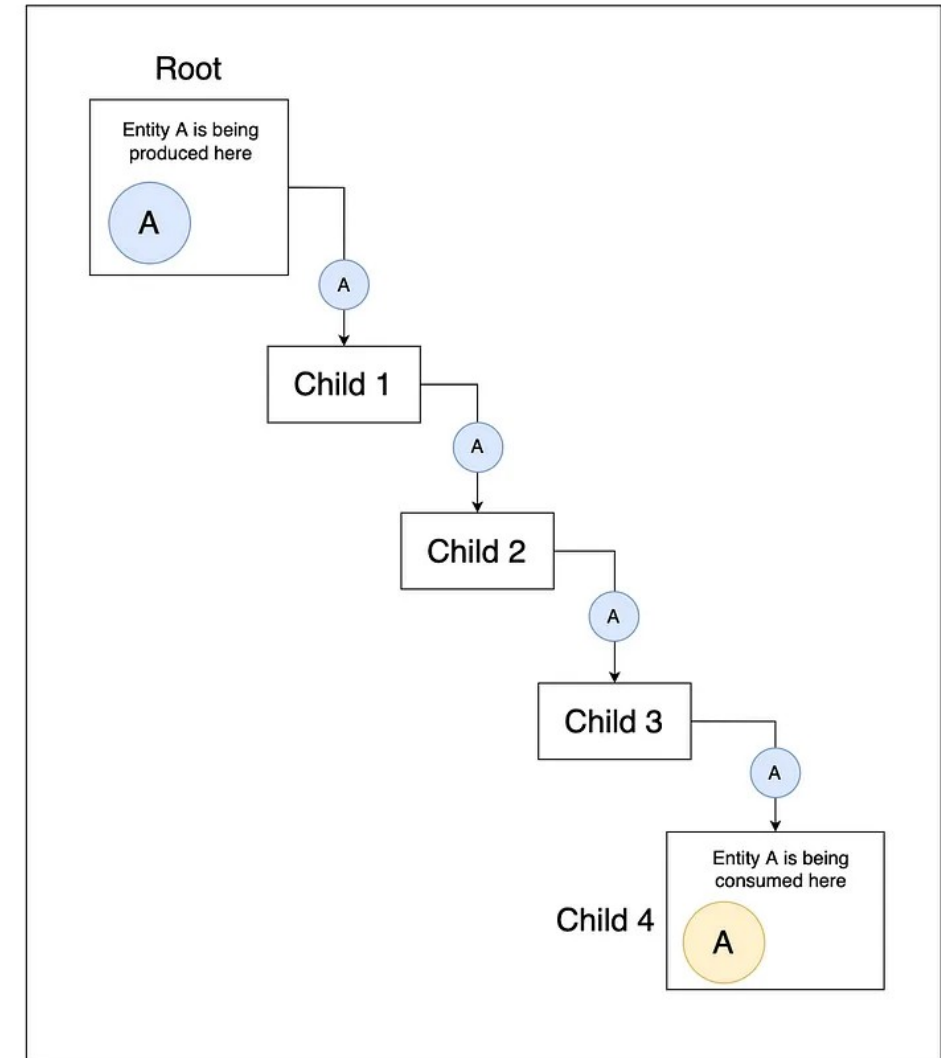 Root
Entity A is being
produced here
A
A
Child 1
A
Child 2
A
Child 3
A
Entity A is being
consumed here
Child 4
A